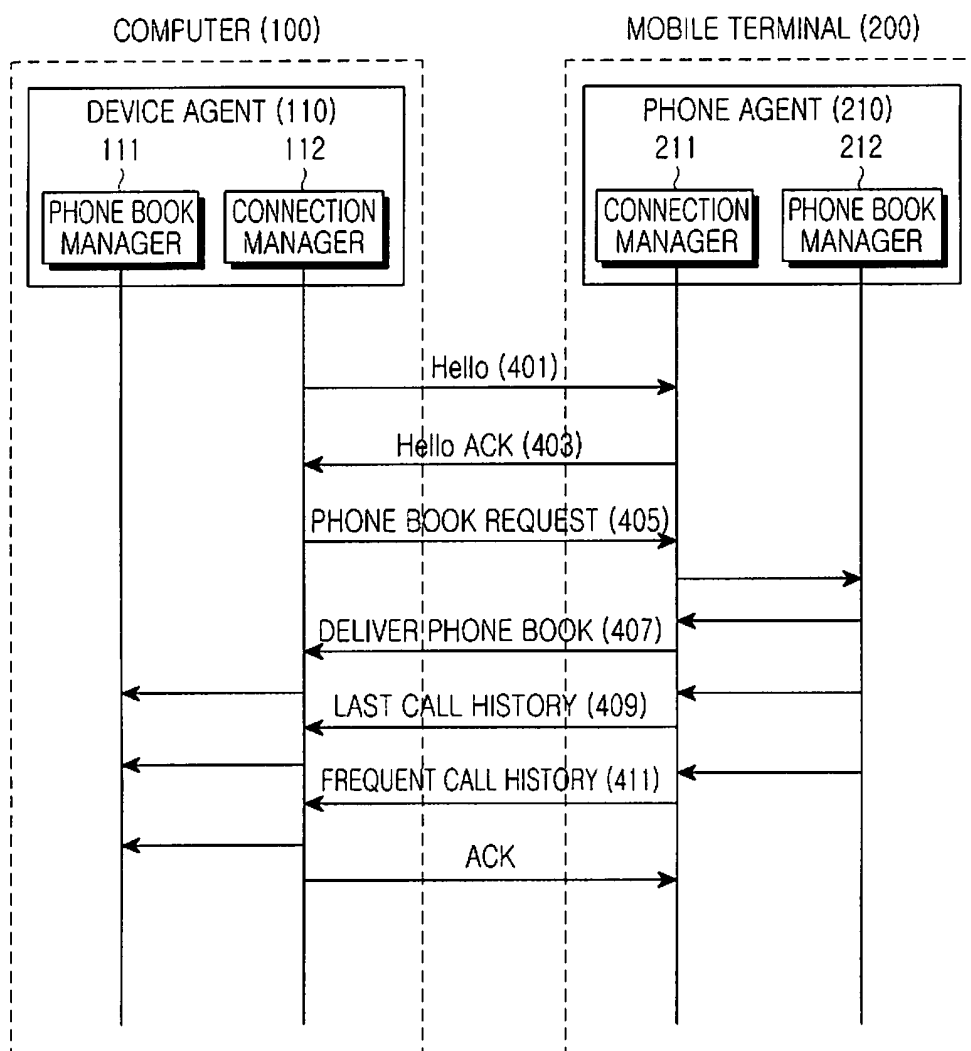 COMPUTER (100)
MOBILE TERMINAL (200)
DEVICE AGENT (110)
PHONE AGENT (210)
111
112
211
212
PHONE BOOK
MANAGER
CONNECTION
MANAGER
CONNECTION
MANAGER
PHONE BOOK
MANAGER
Hello (401)
Hello ACK (403)
PHONE BOOK REQUEST (405)
DELIVER PHONE BOOK (407)
LAST CALL HISTORY (409)
FREQUENT CALL HISTORY (411)
ACK